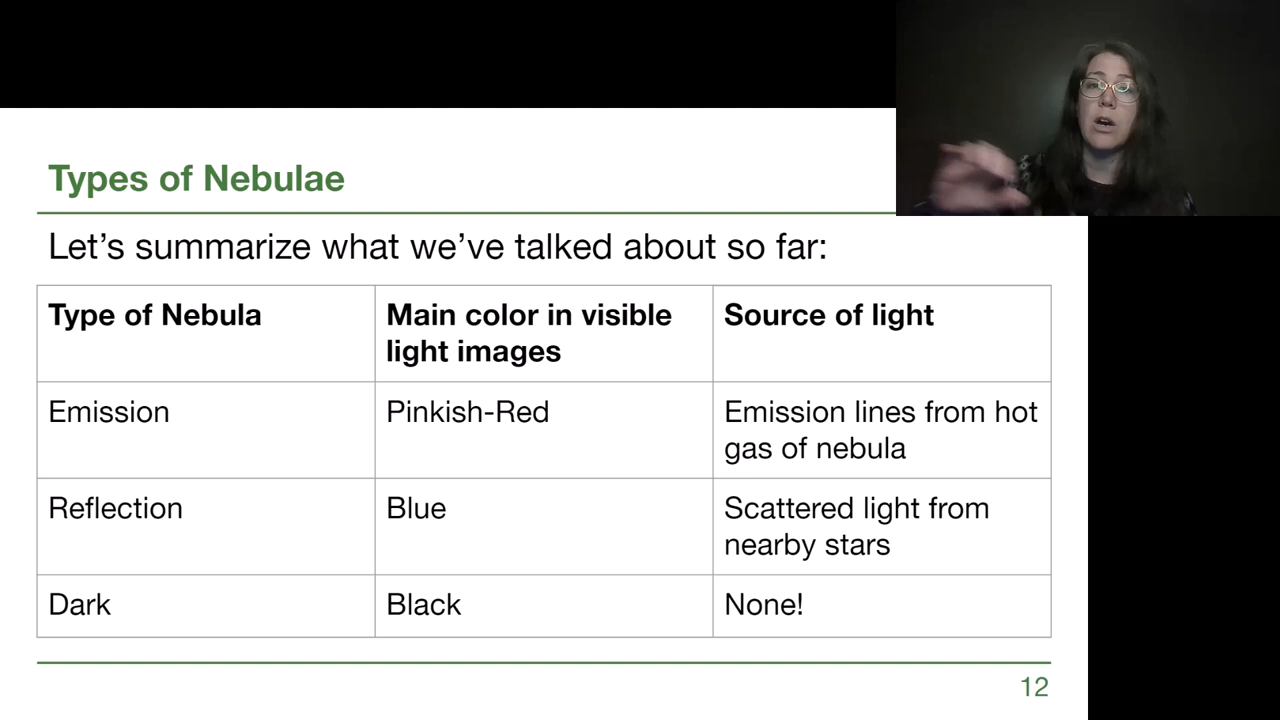 Types of Nebulae
Let’s summarize what we’ve talked about so far:
Type of Nebula
Main color in visible
light images
Source of light
Emission
Pinkish-Red
Emission lines from hot
gas of nebula
Reflection
Blue
Scattered light from
nearby stars
Dark
Black
None!
12